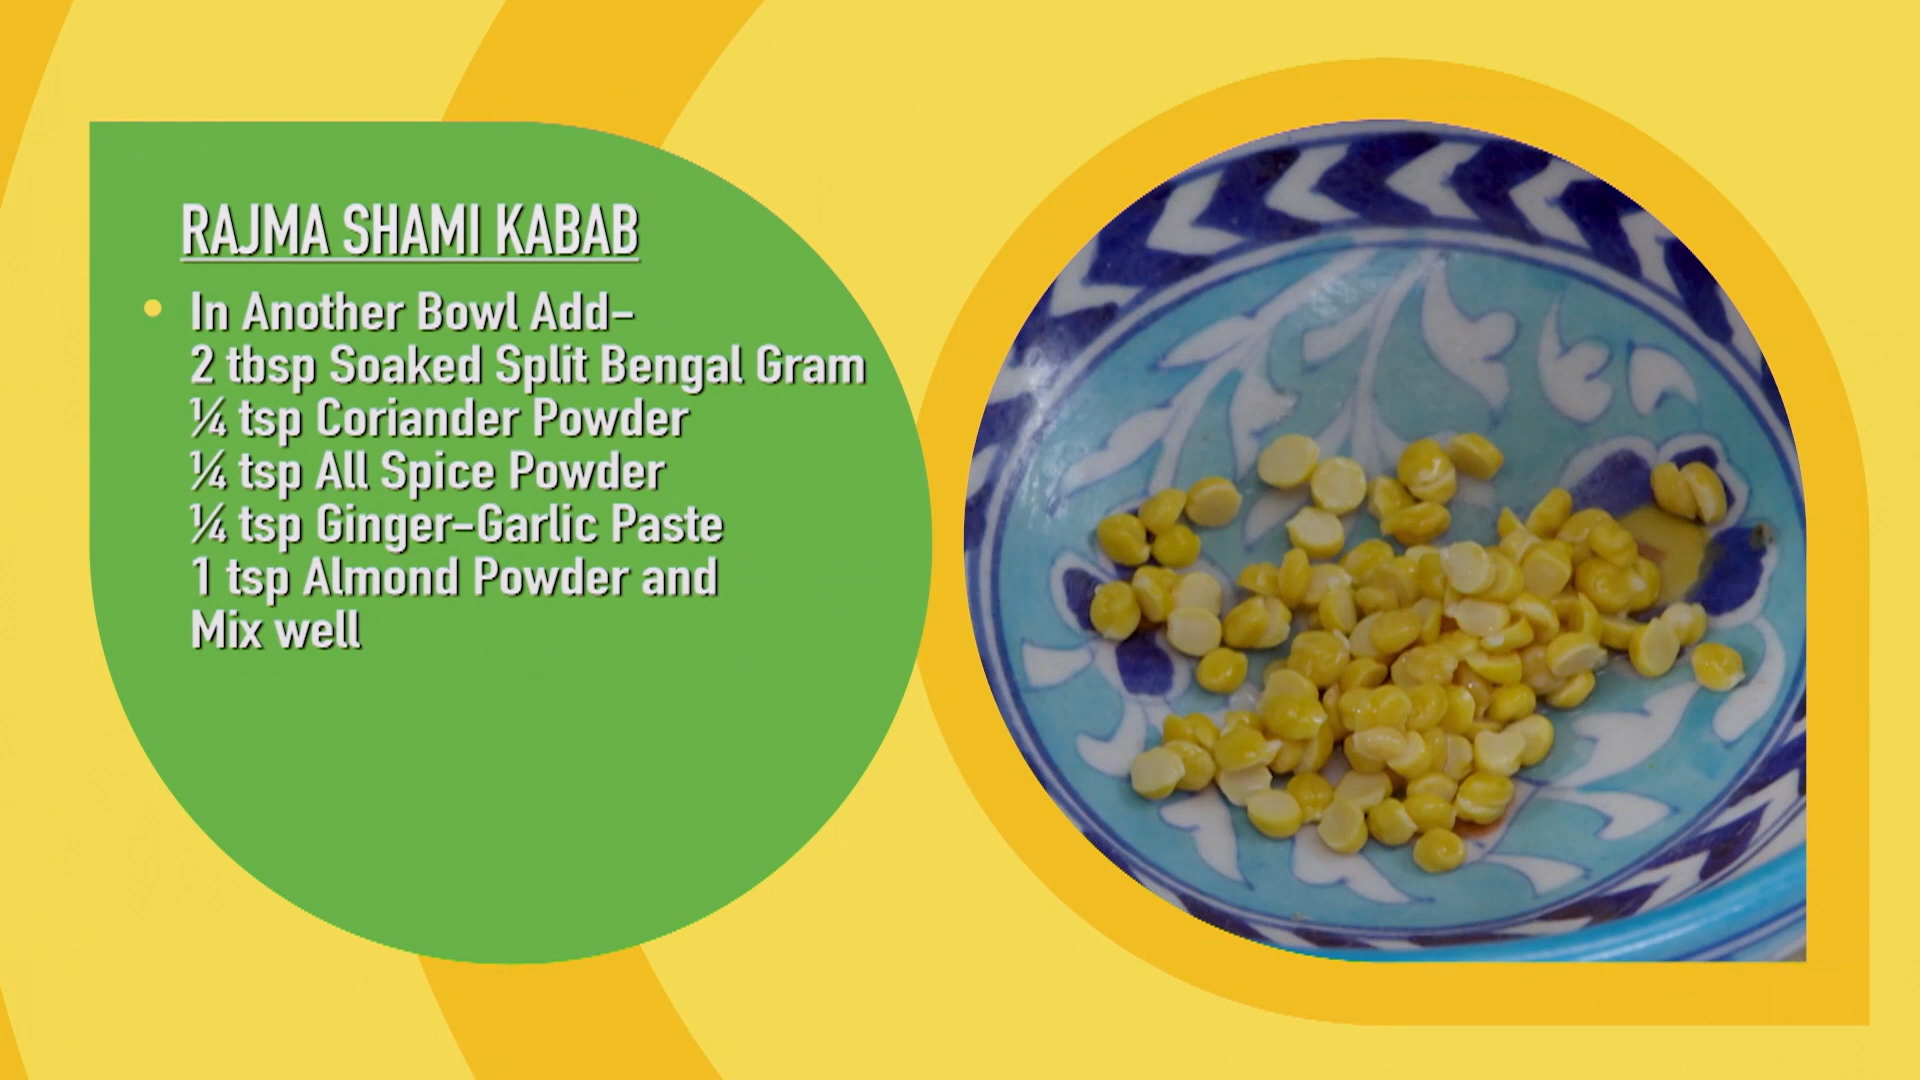 RAJMA SHAMI KABAB
• In Another Bowl Add–
2 tbsp Soaked Split Bengal Gram
¼ tsp Coriander Powder
¼ tsp All Spice Powder
¼ tsp Ginger–Garlic Paste
1 tsp Almond Powder and
Mix well